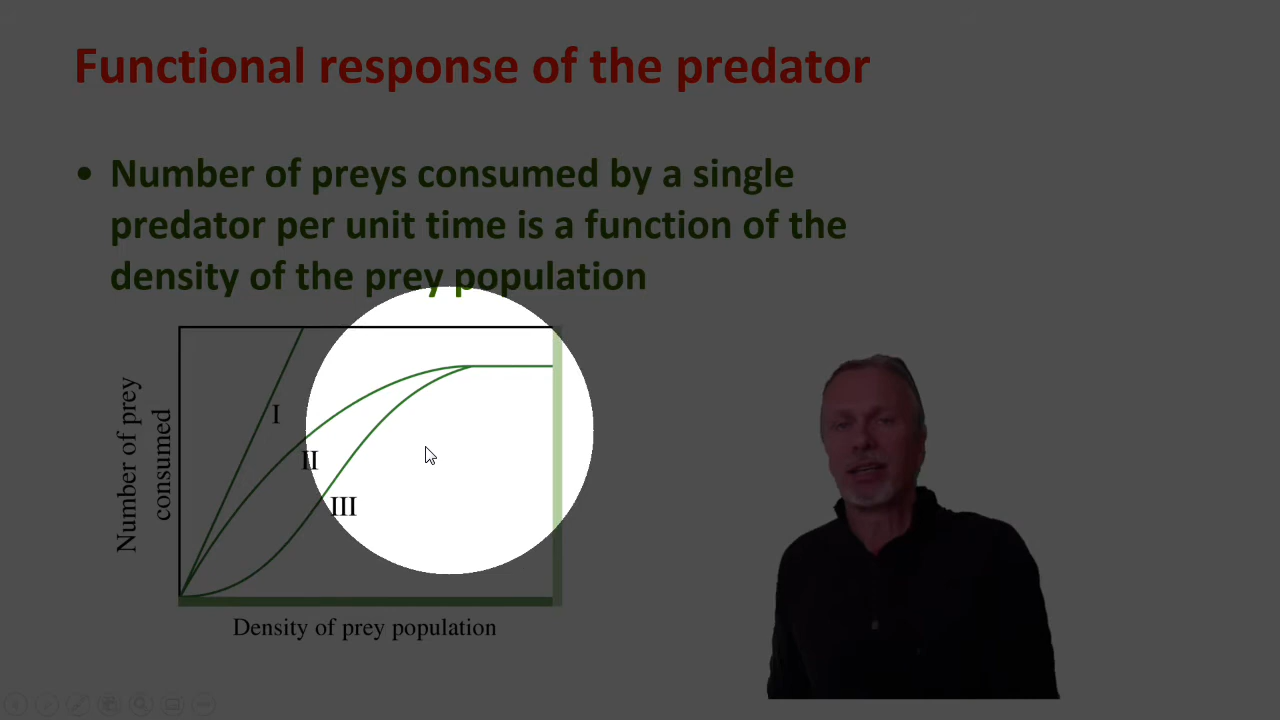 Functional response of the predator
• Number of preys consumed by a single
predator per unit time is a function of the
density of the prey population
Number of prey
consumed
I
II
III
Density of prey population